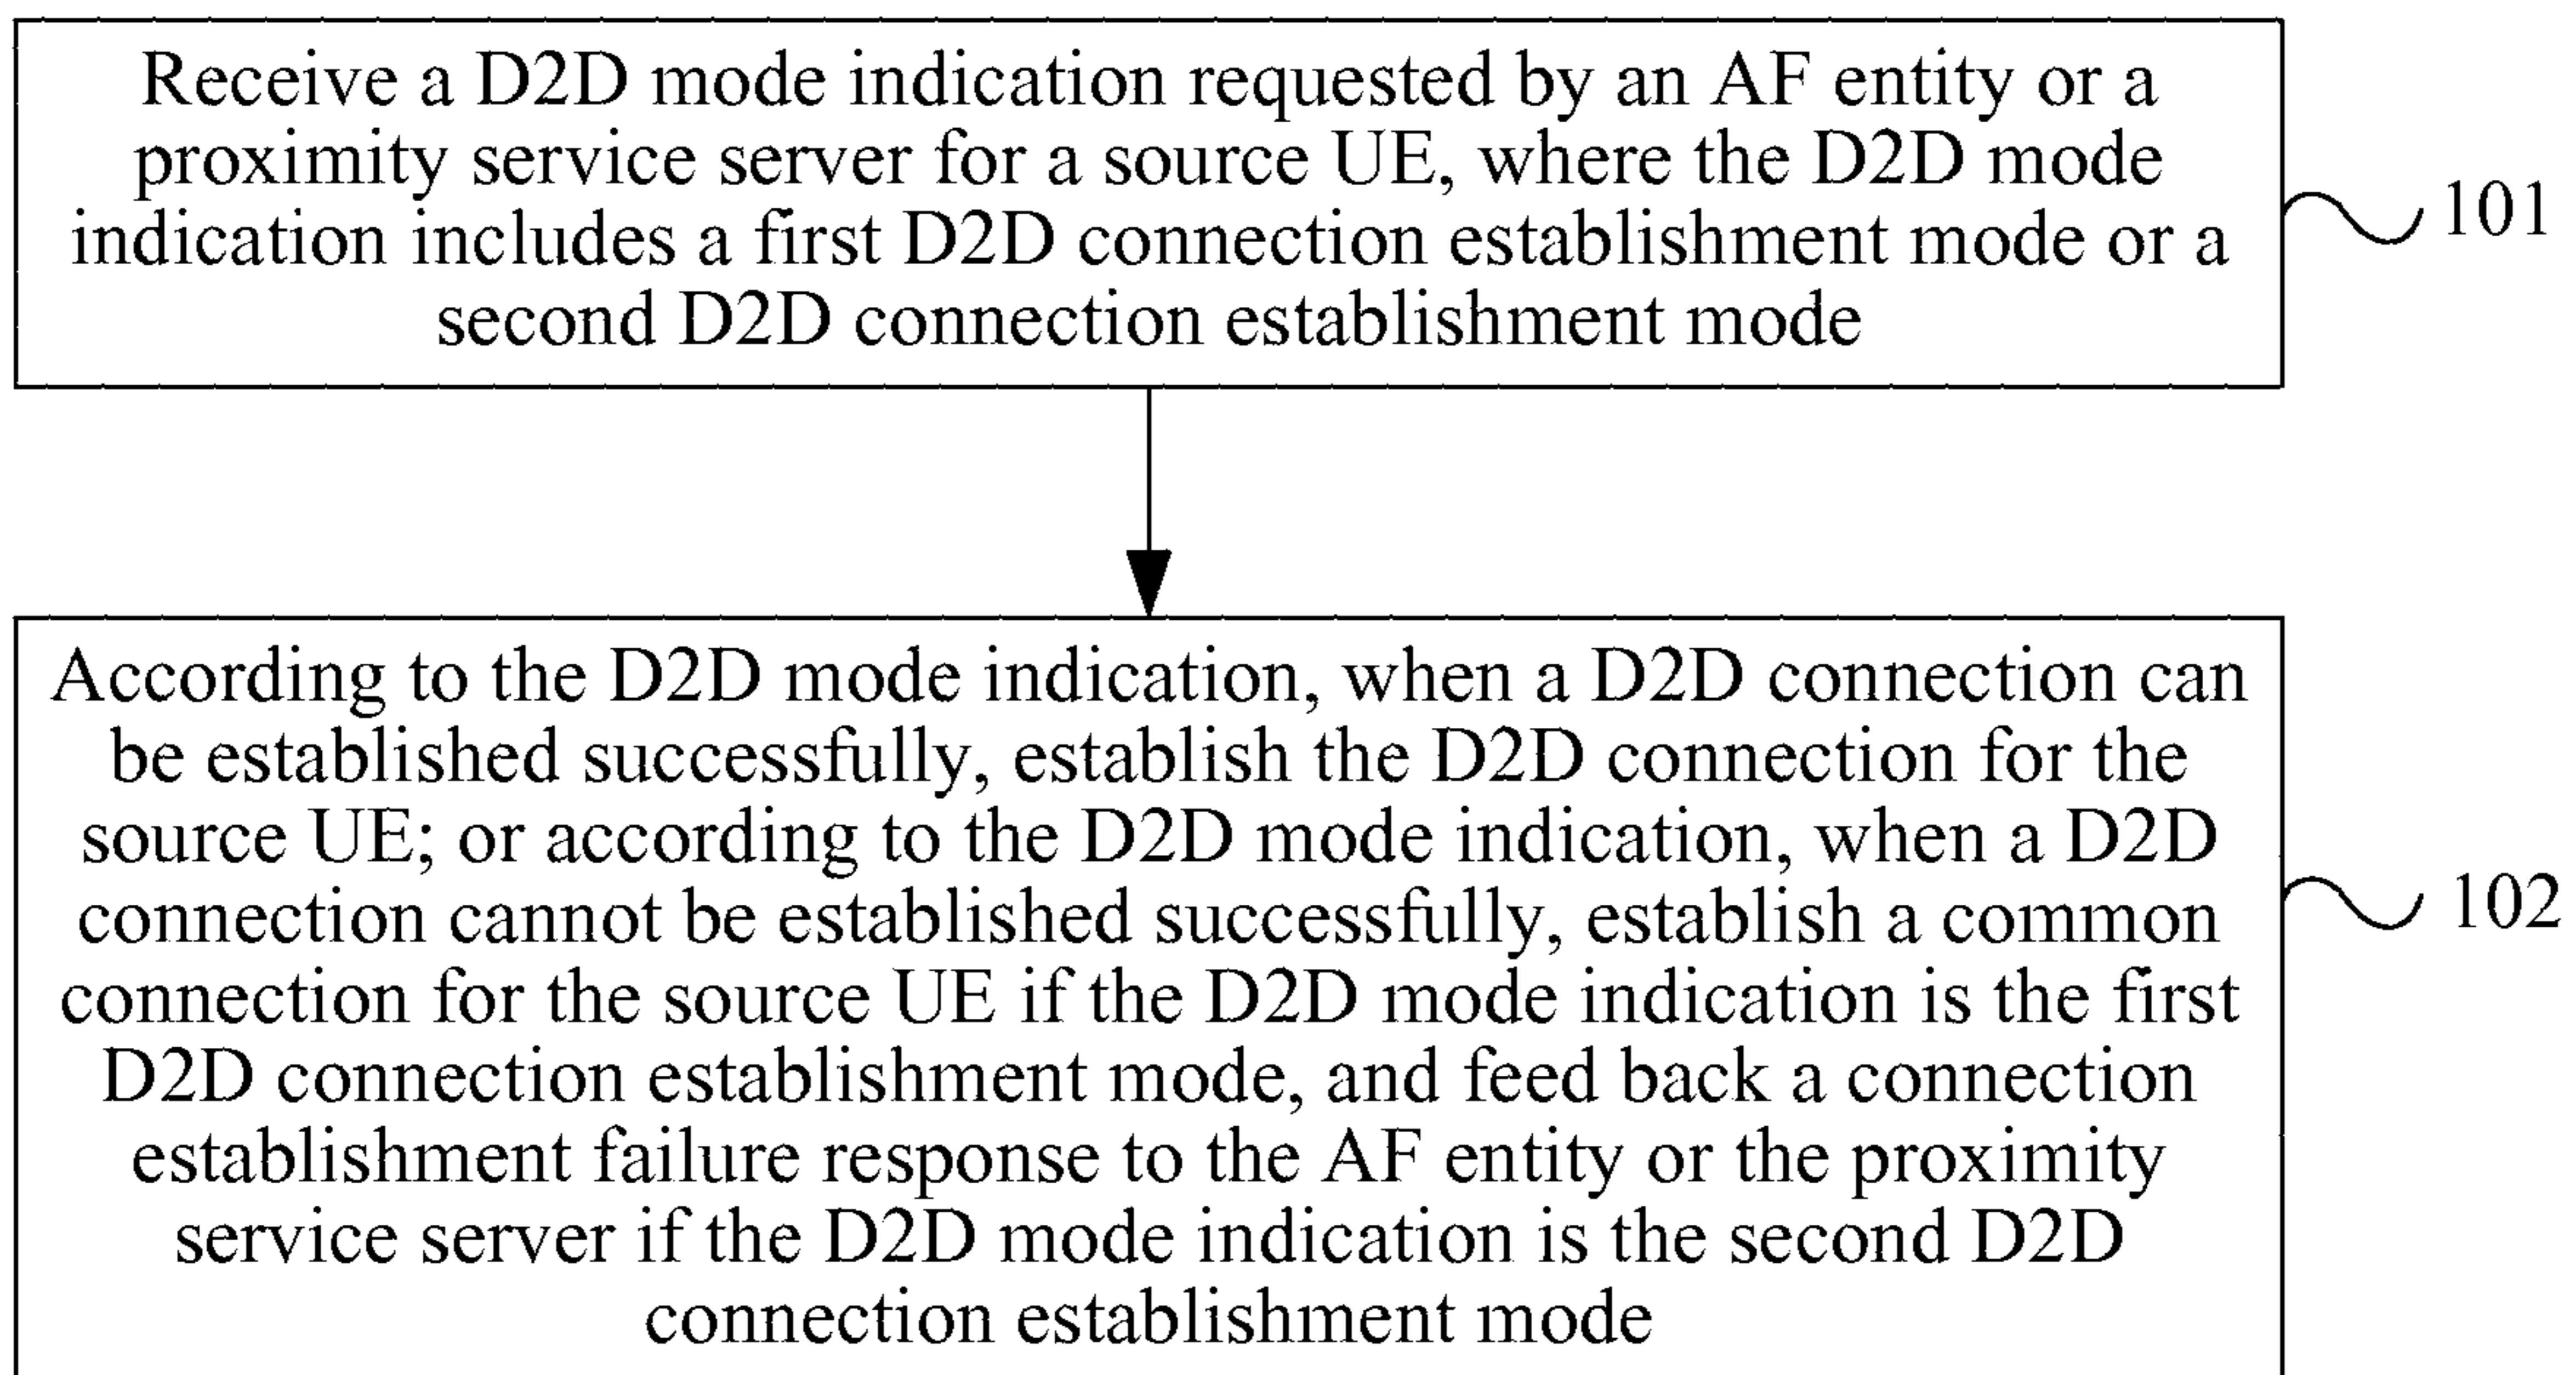 Receive a D2D mode indication requested by an AF entity or a
proximity service server for a source UE, where the D2D mode
indication includes a first D2D connection establishment mode or a
second D2D connection establishment mode
101
According to the D2D mode indication, when a D2D connection can
be established successfully, establish the D2D connection for the
source UE; or according to the D2D mode indication, when a D2D
connection cannot be established successfully, establish a common
connection for the source UE if the D2D mode indication is the first
D2D connection establishment mode, and feed back a connection
establishment failure response to the AF entity or the proximity
service server if the D2D mode indication is the second D2D
connection establishment mode
102